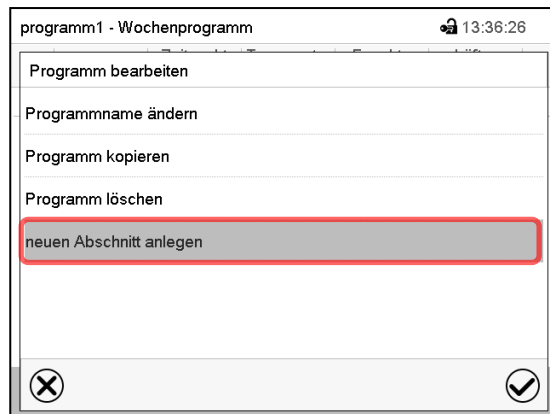 programm1 - Wochenprogramm 13:36:26
Programm bearbeiten
Programmname ändern
Programm kopieren
Programm löschen
neuen Abschnitt anlegen